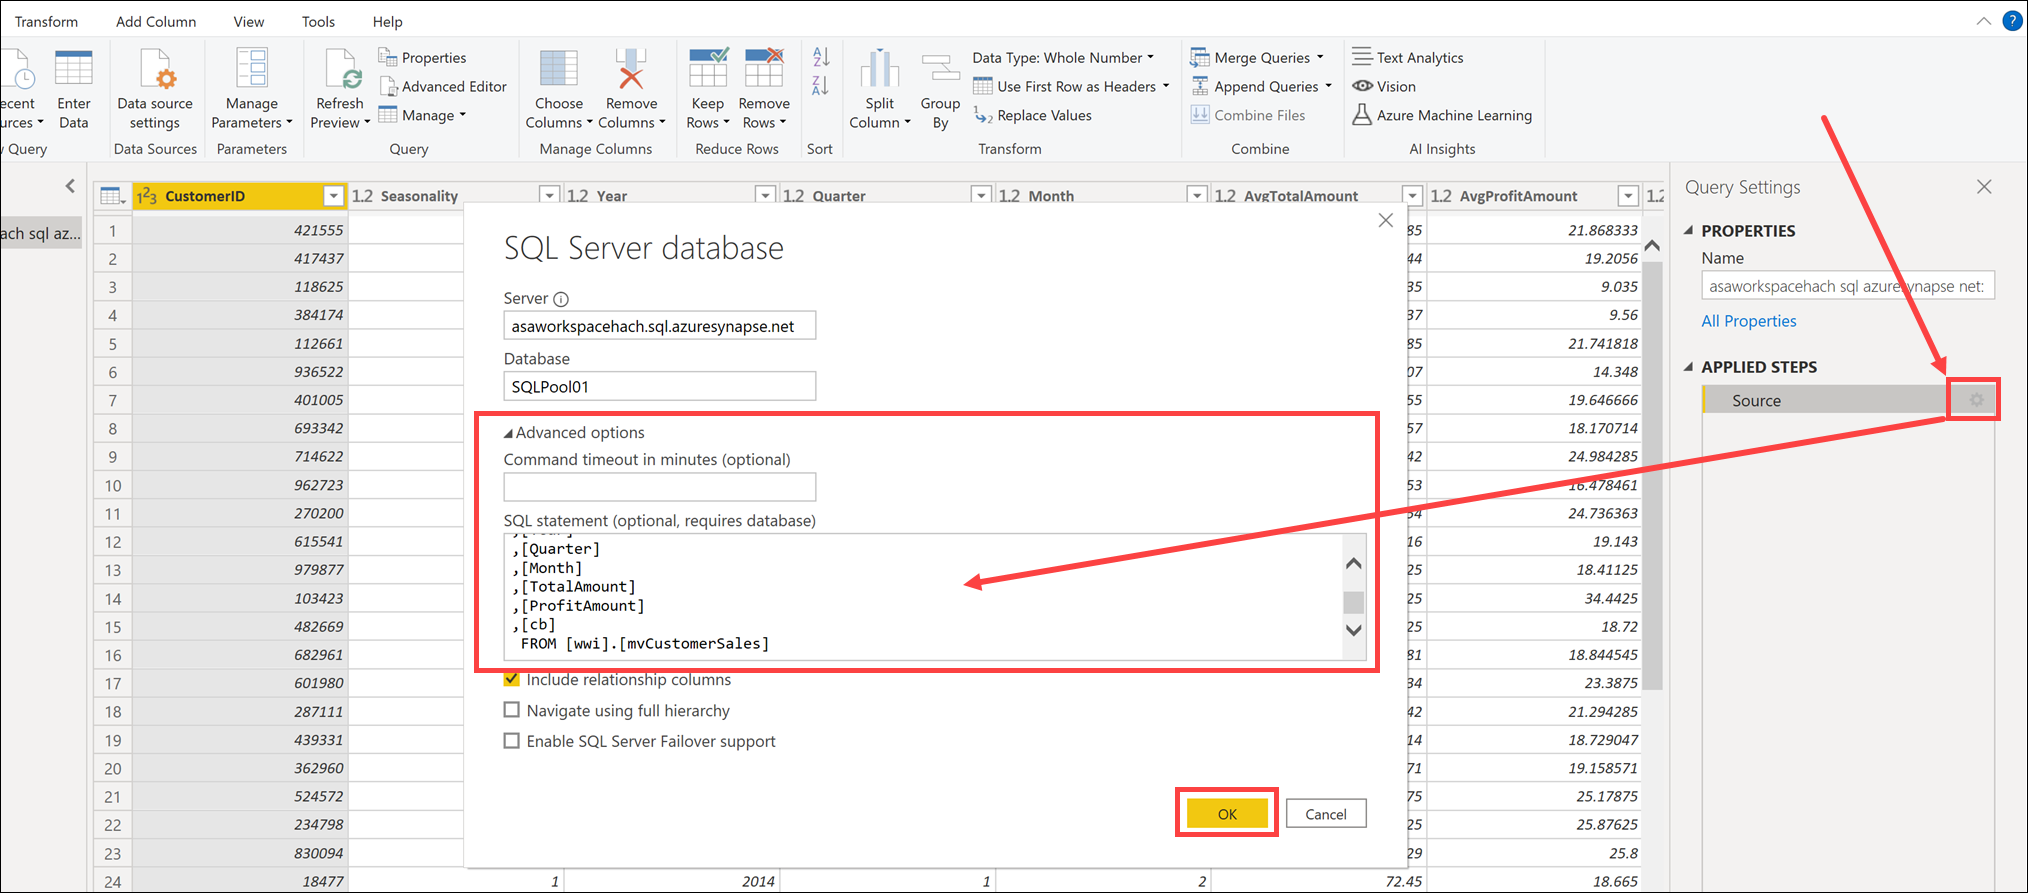 Transform Add Column View Tools Help
ecent
urces
Enter
Data
w Query
Data source
settings
Data Sources
Manage
Parameters
Parameters
Refresh
Preview
Properties
Advanced Editor
Manage
Query
Choose
Columns
Remove
Columns
Manage Columns
Keep
Rows
Remove
Rows
Reduce Rows
Sort
Split
Column
Group
By
Data Type: Whole Number
Use First Row as Headers
Replace Values
Transform
Merge Queries
Append Queries
Combine Files
Combine
Text Analytics
Vision
Azure Machine Learning
AI Insights
ach sql az...
CustomerID 1.2 Seasonality 1.2 Year 1.2 Quarter 1.2 Month 1.2 AvgTotalAmount 1.2 AvgProfitAmount 1.2
1 421555 85 21.868333
2 417437 44 19.2056
3 118625 35 9.035
4 384174 37 9.56
5 112661 85 21.741818
6 936522 07 14.348
7 401005 55 19.646666
8 693342 57 18.170714
9 714622 42 24.984285
10 962723 53 16.478461
11 270200 54 24.736363
12 615541 16 19.143
13 979877 25 18.41125
14 103423 25 34.4425
15 482669 25 18.72
16 682961 81 18.844545
17 601980 34 23.3875
18 287111 42 21.294285
19 439331 14 18.729047
20 362960 71 19.158571
21 524572 75 25.17875
22 234798 25 25.87625
23 830094 29 25.8
24 18477 1 2014 1 2 72.45 18.665
SQL Server database
Server
asaworkspacehach.sql.azuresynapse.net
Database
SQLPool01
Advanced options
Command timeout in minutes (optional)
SQL statement (optional, requires database)
,[Quarter]
,[Month]
,[TotalAmount]
,[ProfitAmount]
,[cb]
FROM [wwi].[mvCustomerSales]
Include relationship columns
Navigate using full hierarchy
Enable SQL Server Failover support
OK Cancel
Query Settings
PROPERTIES
Name
asaworkspacehach sql azuresynapse net:
All Properties
APPLIED STEPS
Source